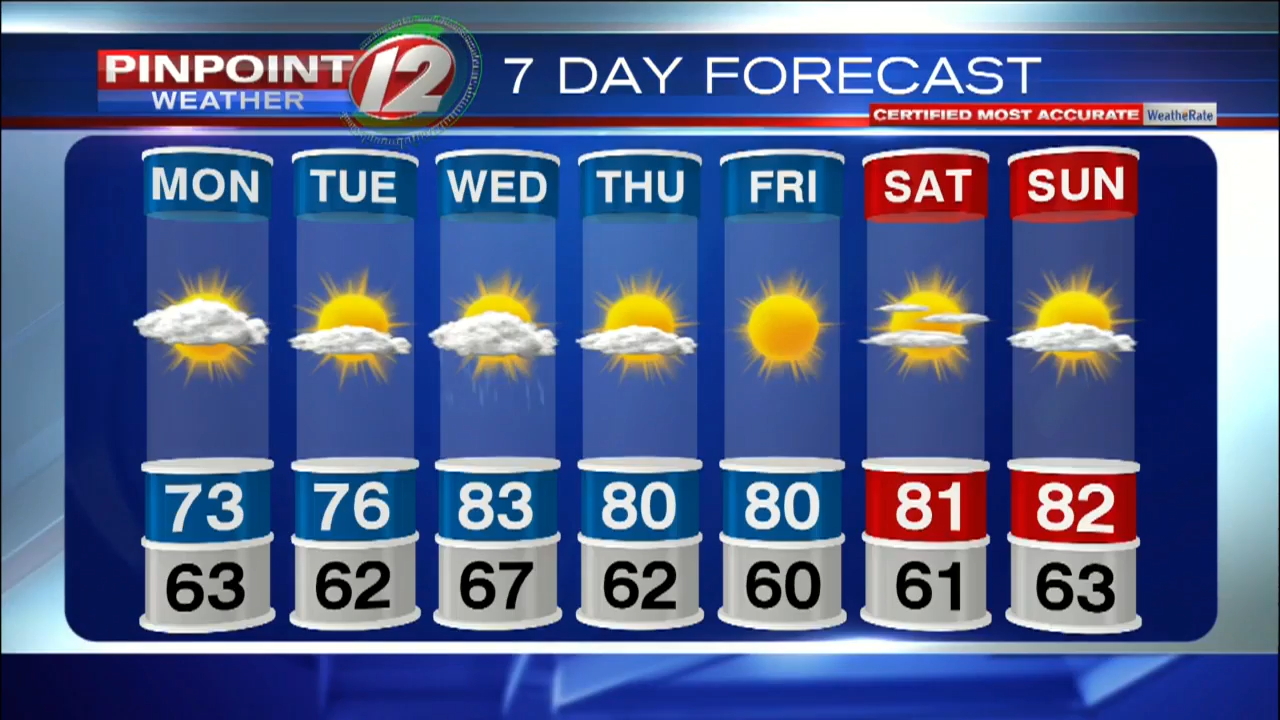 PINPOINT 12
WEATHER
7 DAY FORECAST
CERTIFIED MOST ACCURATE WeatheRate
MON TUE WED THU FRI SAT SUN
73 76 83 80 80 81 82
63 62 67 62 60 61 63